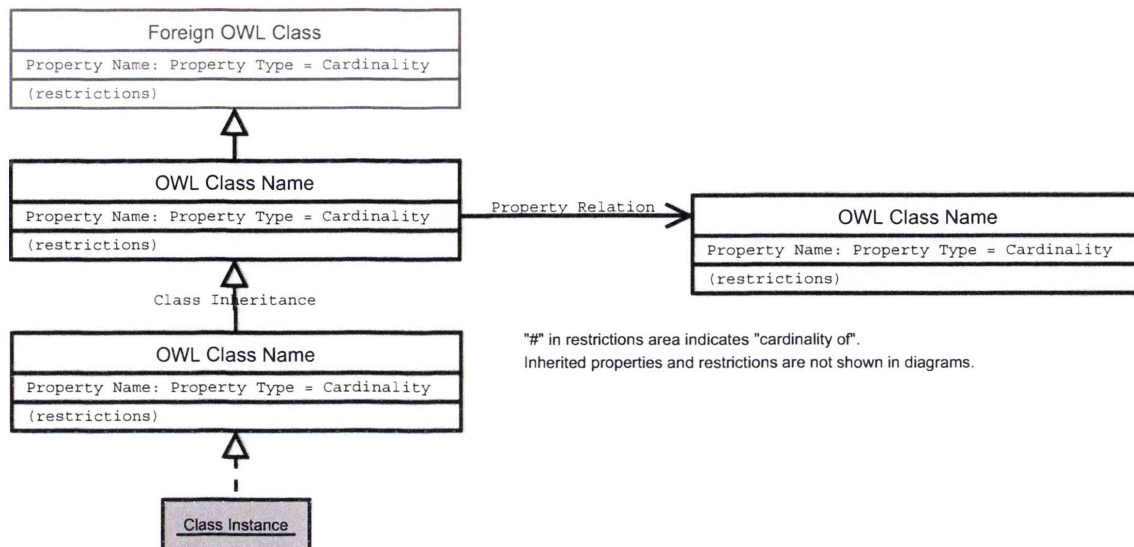 Foreign OWL Class
Property Name: Property Type = Cardinality
(restrictions)
OWL Class Name
Property Name: Property Type = Cardinality
(restrictions)
Property Relation
OWL Class Name
Property Name: Property Type = Cardinality
(restrictions)
Class Inheritance
OWL Class Name
Property Name: Property Type = Cardinality
(restrictions)
"#" in restrictions area indicates "cardinality of".
Inherited properties and restrictions are not shown in diagrams.
Class Instance